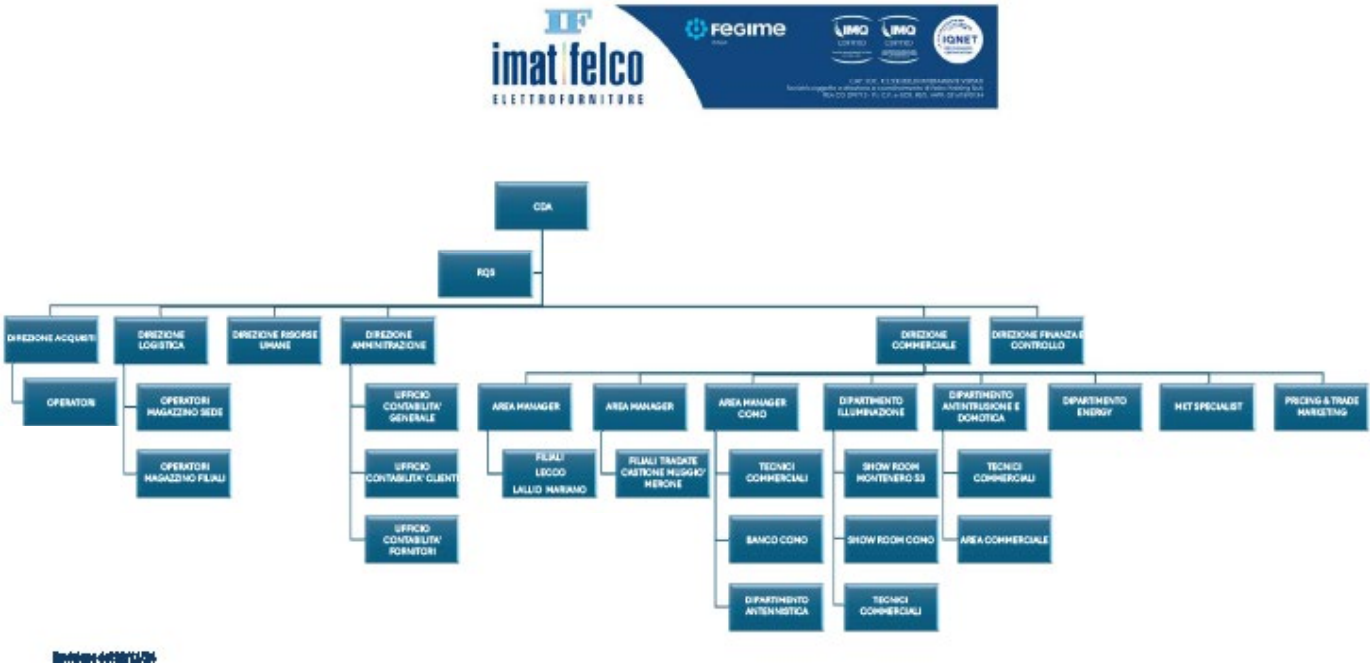 IF
imat felco
ELETTROFORNITURE
FEGIME
IMQ
CERTIFIED
IMQ
CERTIFIED
IQNET
CDA
RQS
DIREZIONE ACQUISTI
DIREZIONE
LOGISTICA
DIREZIONE RISORSE
UMANE
DIREZIONE
AMMINITRAZIONE
DIREZIONE
COMMERCIALE
DIREZIONE FINANZA E
CONTROLLO
OPERATORI
OPERATORI
MAGAZZINO SEDE
OPERATORI
MAGAZZINO FILIALI
UFFICIO
CONTABILITA'
GENERALE
UFFICIO
CONTABILITA' CLIENTI
UFFICIO
CONTABILITA'
FORNITORI
AREA MANAGER
FILIALI
LECCO
LALLIO MARIANO
AREA MANAGER
FILIALI TRADATE
CASTIONE MUGGIO'
MERONE
AREA MANAGER
COMO
TECNICI
COMMERCIALI
BANCO COMO
DIPARTIMENTO
ANTENNISTICA
DIPARTIMENTO
ILLUMINAZIONE
SHOW ROOM
MONTENERO 53
SHOW ROOM COMO
TECNICI
COMMERCIALI
DIPARTIMENTO
ANTINTRUSIONE E
DOMOTICA
TECNICI
COMMERCIALI
AREA COMMERCIALE
DIPARTIMENTO
ENERGY
MKT SPECIALIST
PRICING & TRADE
MARKETING